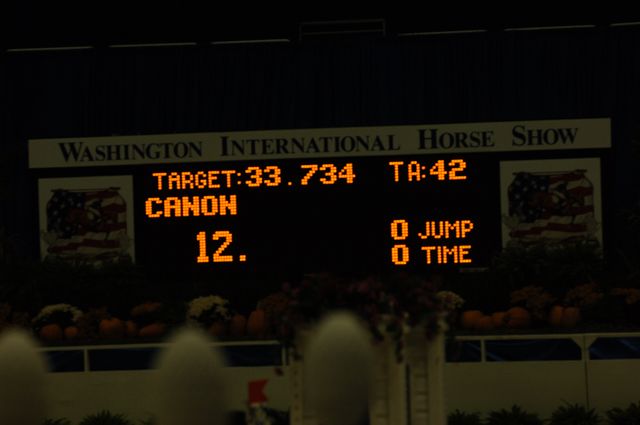 WASHINGTON INTERNATIONAL HORSE SHOW
TARGET:33.734 TA:42
CANON
12. 0 JUMP
0 TIME